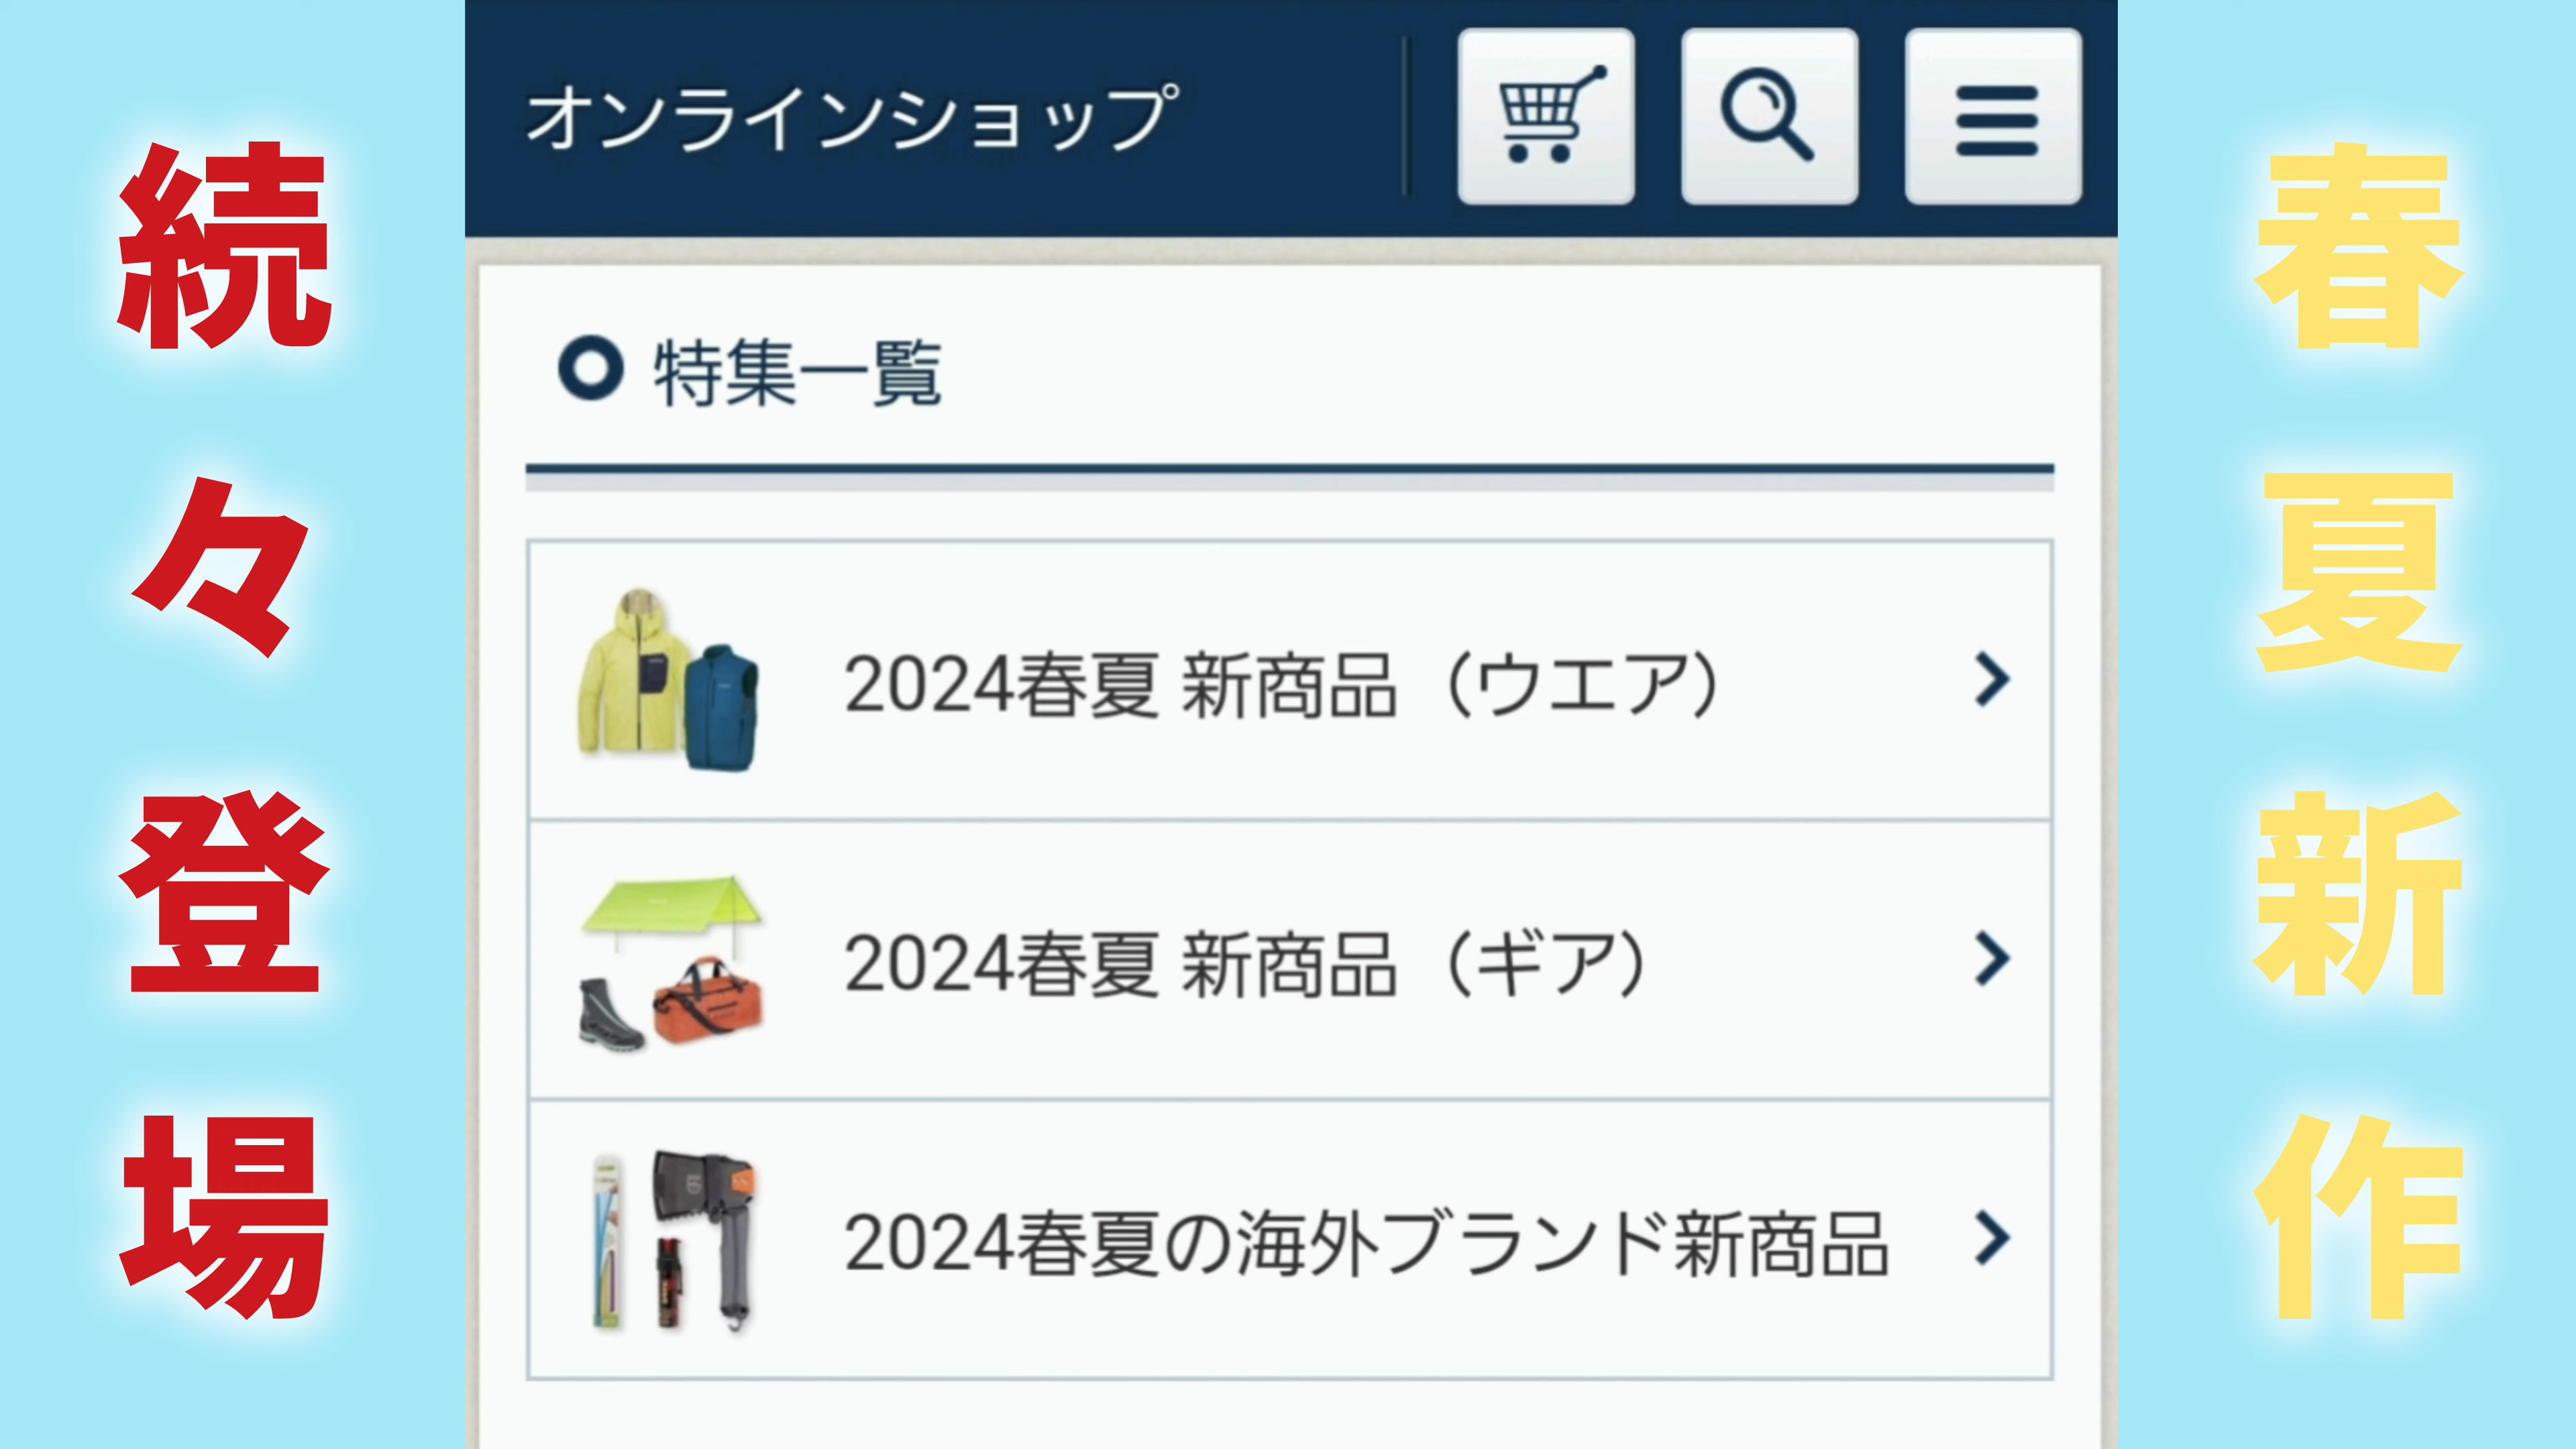 春夏新作
続々登場
オンラインショップ
特集一覧
2024春夏 新商品（ウエア）
2024春夏 新商品（ギア）
2024春夏の海外ブランド新商品